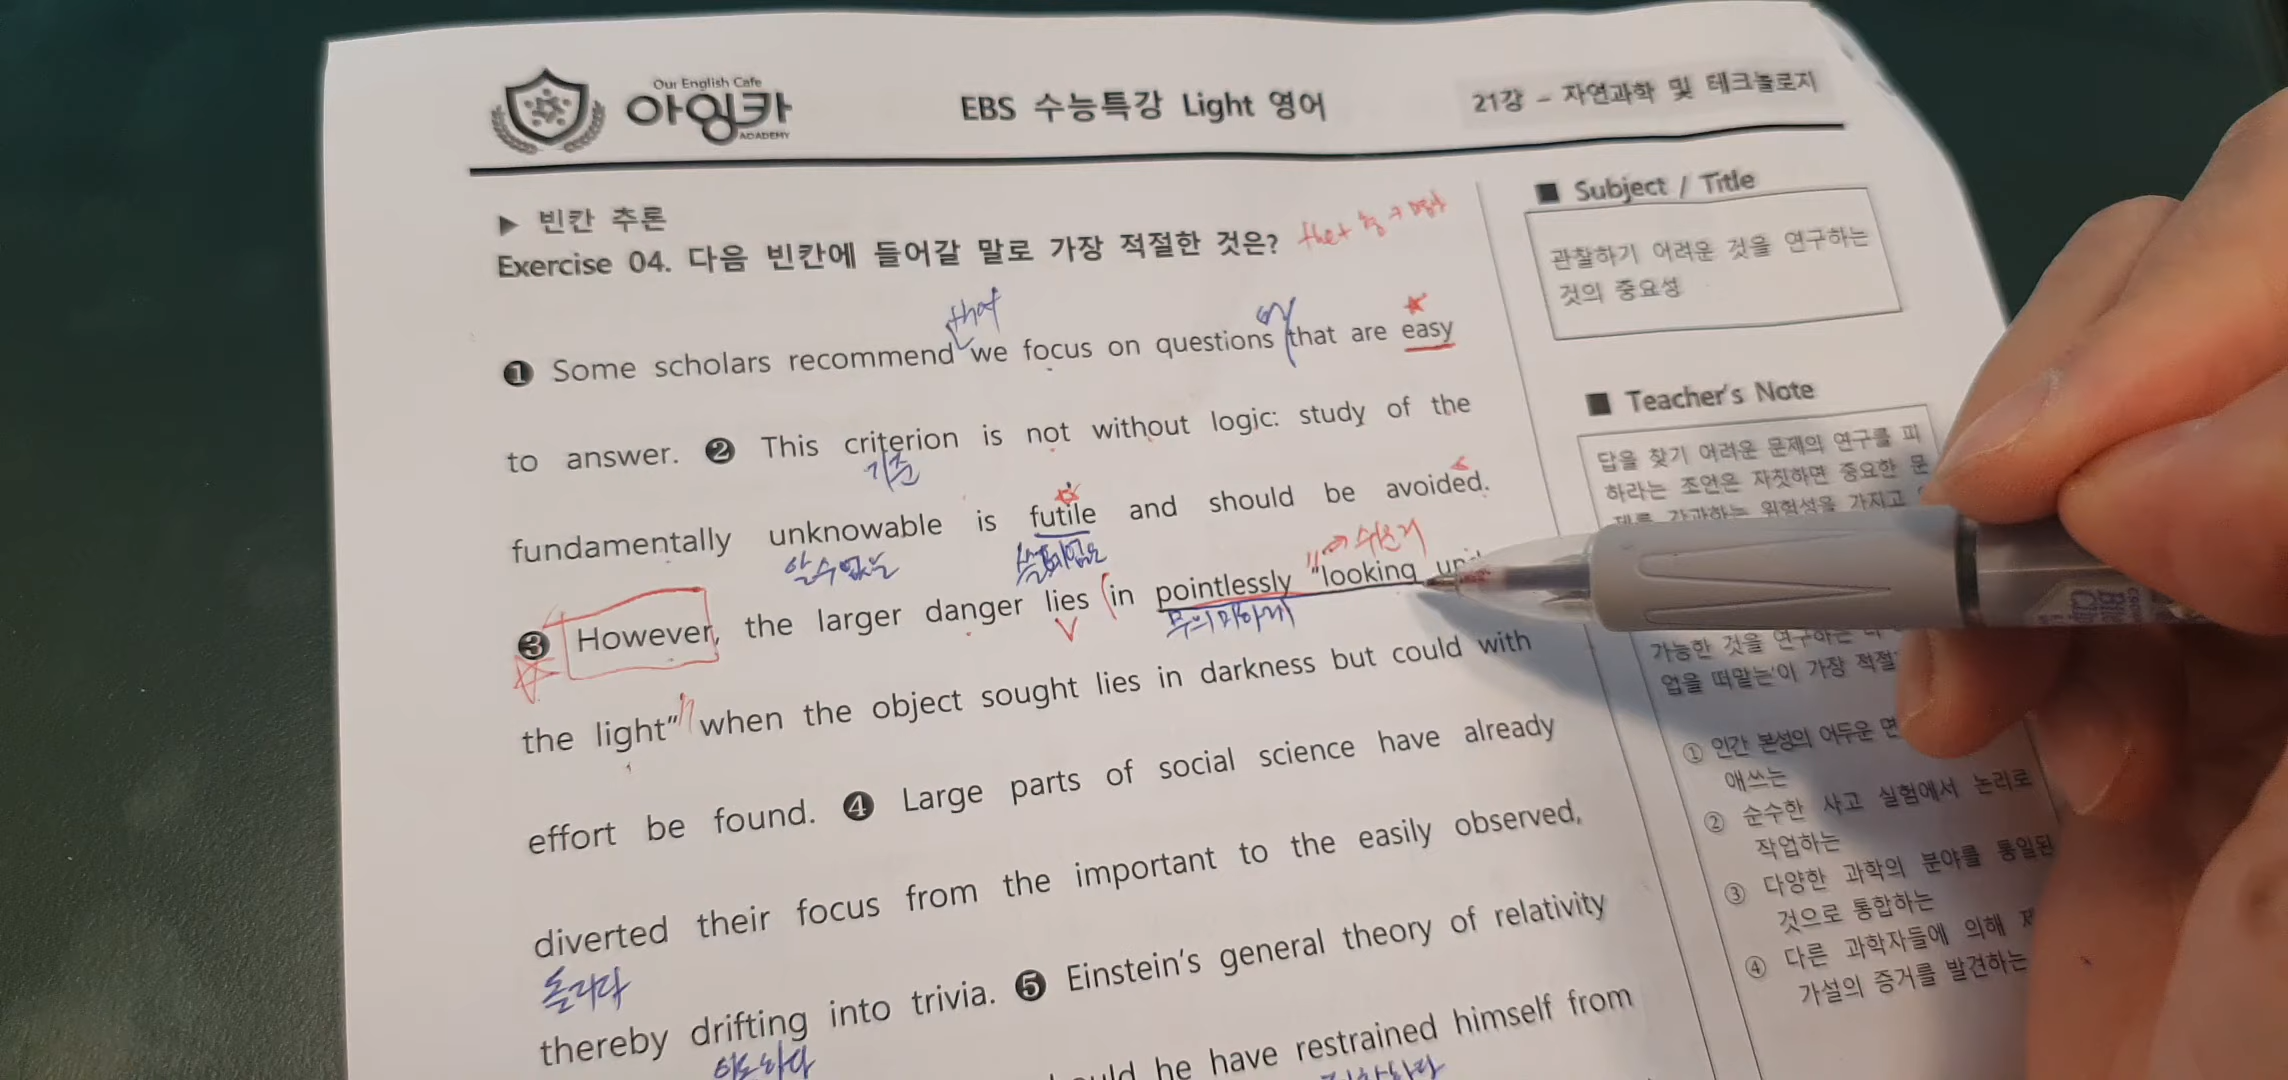 Our English Cafe
아잉카
ACADEMY
EBS 수능특강 Light 영어
21강 - 자연과학 및 테크놀로지
▶ 빈칸 추론
Exercise 04. 다음 빈칸에 들어갈 말로 가장 적절한 것은?
that
❶ Some scholars recommend we focus on questions that are easy
to answer. ❷ This criterion is not without logic: study of the
기준
fundamentally unknowable is futile and should be avoided.
알 수 없는
쓸데없는
수식
❸ However, the larger danger lies in pointlessly "looking
무의미하게
the light" when the object sought lies in darkness but could with
effort be found. ❹ Large parts of social science have already
diverted their focus from the important to the easily observed,
돌리다
thereby drifting into trivia. ❺ Einstein's general theory of relativity
he have restrained himself from
■ Subject / Title
관찰하기 어려운 것을 연구하는
것의 중요성
■ Teacher's Note
답을 찾기 어려운 문제의 연구를 피
하라는 조언은 자칫하면 중요한 문
제를 간과하는 위험성을 가지고
가능한 것을 연구하는
업을 떠맡는'이 가장 적절
① 인간 본성의 어두운
애쓰는
② 순수한 사고 실험에서 논리로
작업하는
③ 다양한 과학의 분야를 통일된
것으로 통합하는
④ 다른 과학자들에 의해
가설의 증거를 발견하는